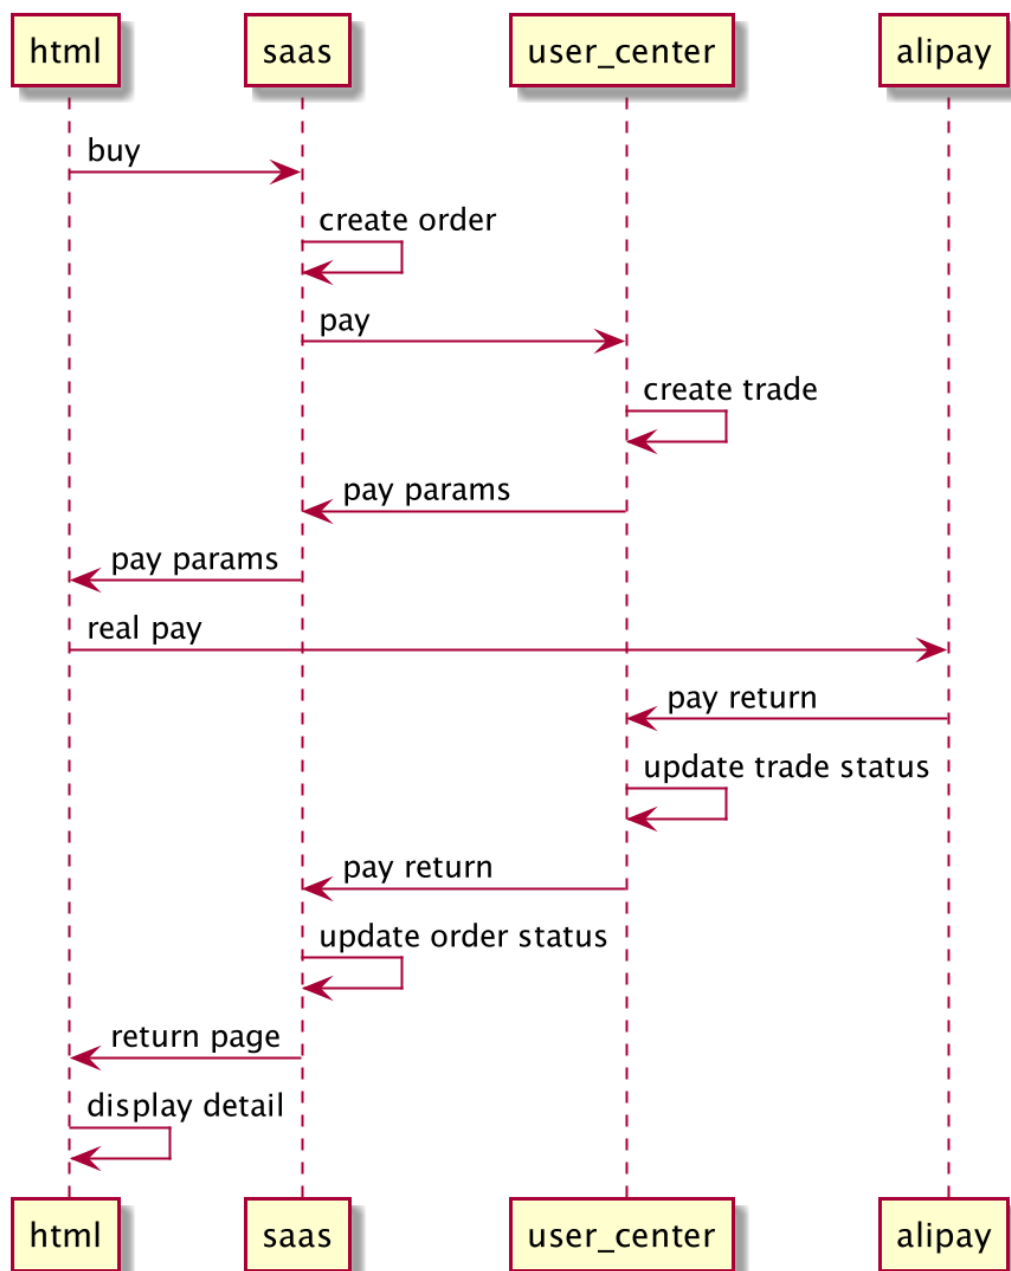 html saas user_center alipay
buy
create order
pay
create trade
pay params
pay params
real pay
pay return
update trade status
pay return
update order status
return page
display detail
html saas user_center alipay